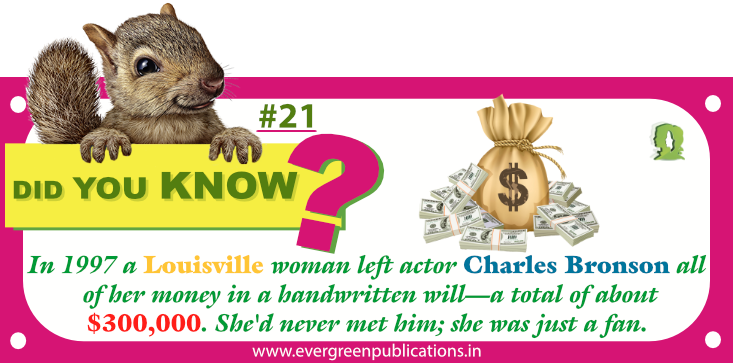 #21
DID YOU KNOW?
$
In 1997 a Louisville woman left actor Charles Bronson all
of her money in a handwritten will—a total of about
$300,000. She'd never met him; she was just a fan.
www.evergreenpublications.in